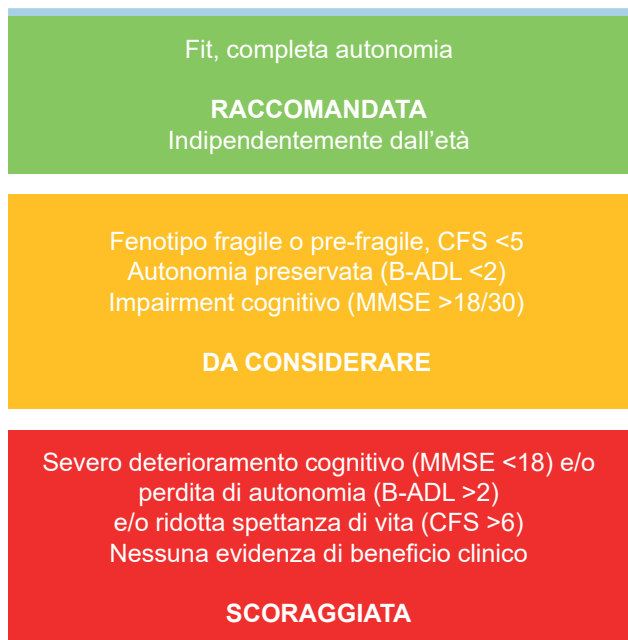 Fit, completa autonomia
RACCOMANDATA
Indipendentemente dall'età
Fenotipo fragile o pre-fragile, CFS <5
Autonomia preservata (B-ADL <2)
Impairment cognitivo (MMSE >18/30)
DA CONSIDERARE
Severo deterioramento cognitivo (MMSE <18) e/o
perdita di autonomia (B-ADL >2)
e/o ridotta spettanza di vita (CFS >6)
Nessuna evidenza di beneficio clinico
SCORAGGIATA